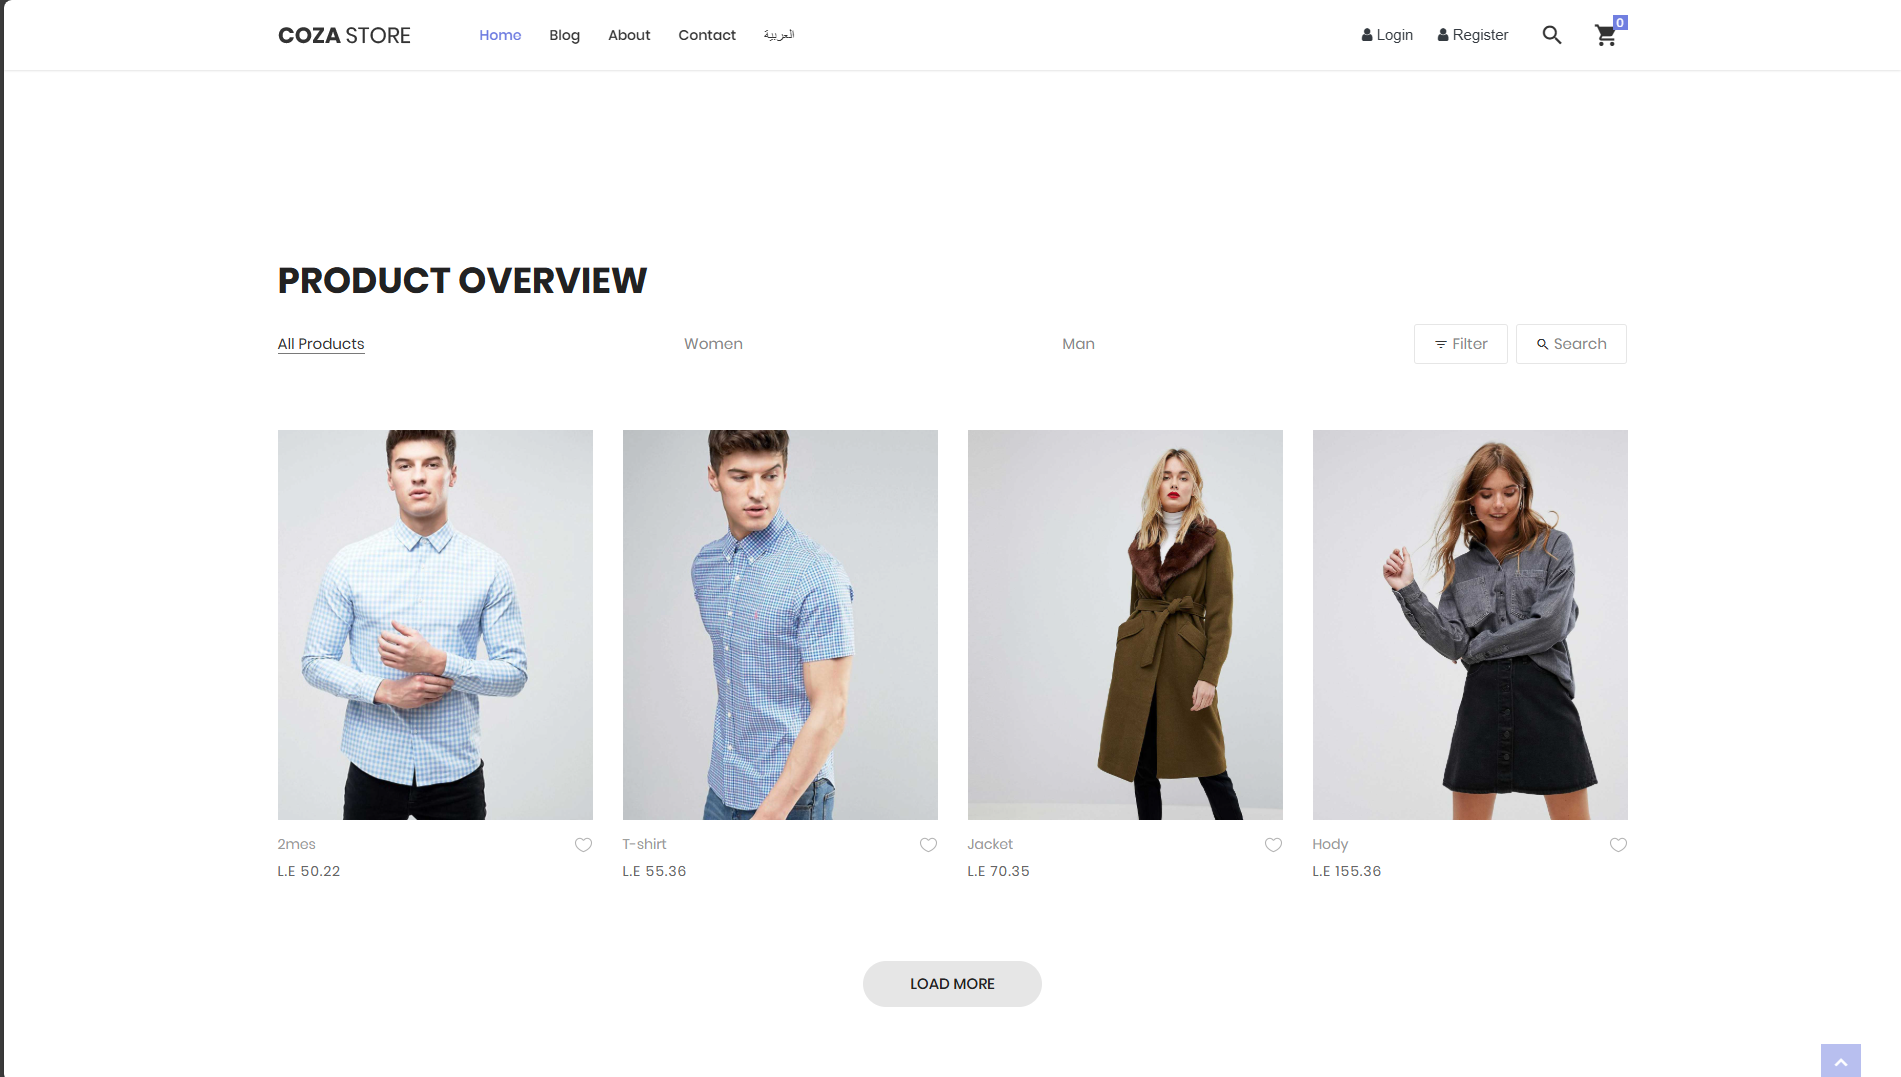 COZA STORE Home Blog About Contact العربية Login Register 0
PRODUCT OVERVIEW
All Products Women Man Filter Search
2mes T-shirt Jacket Hody
L.E 50.22 L.E 55.36 L.E 70.35 L.E 155.36
LOAD MORE